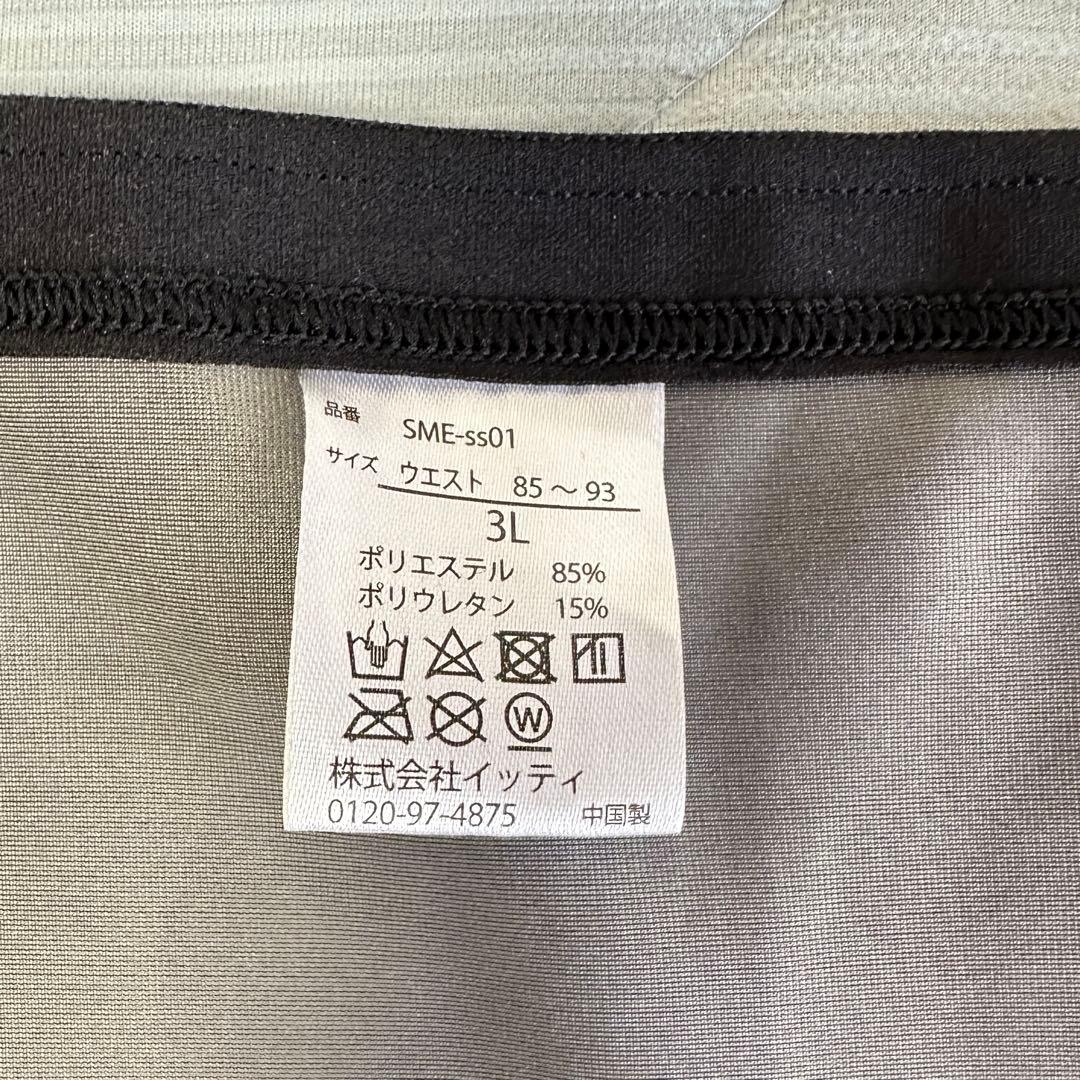 品番 SME-ss01
サイズ ウエスト 85～93
3L
ポリエステル 85%
ポリウレタン 15%
W
株式会社イッティ
0120-97-4875 中国製